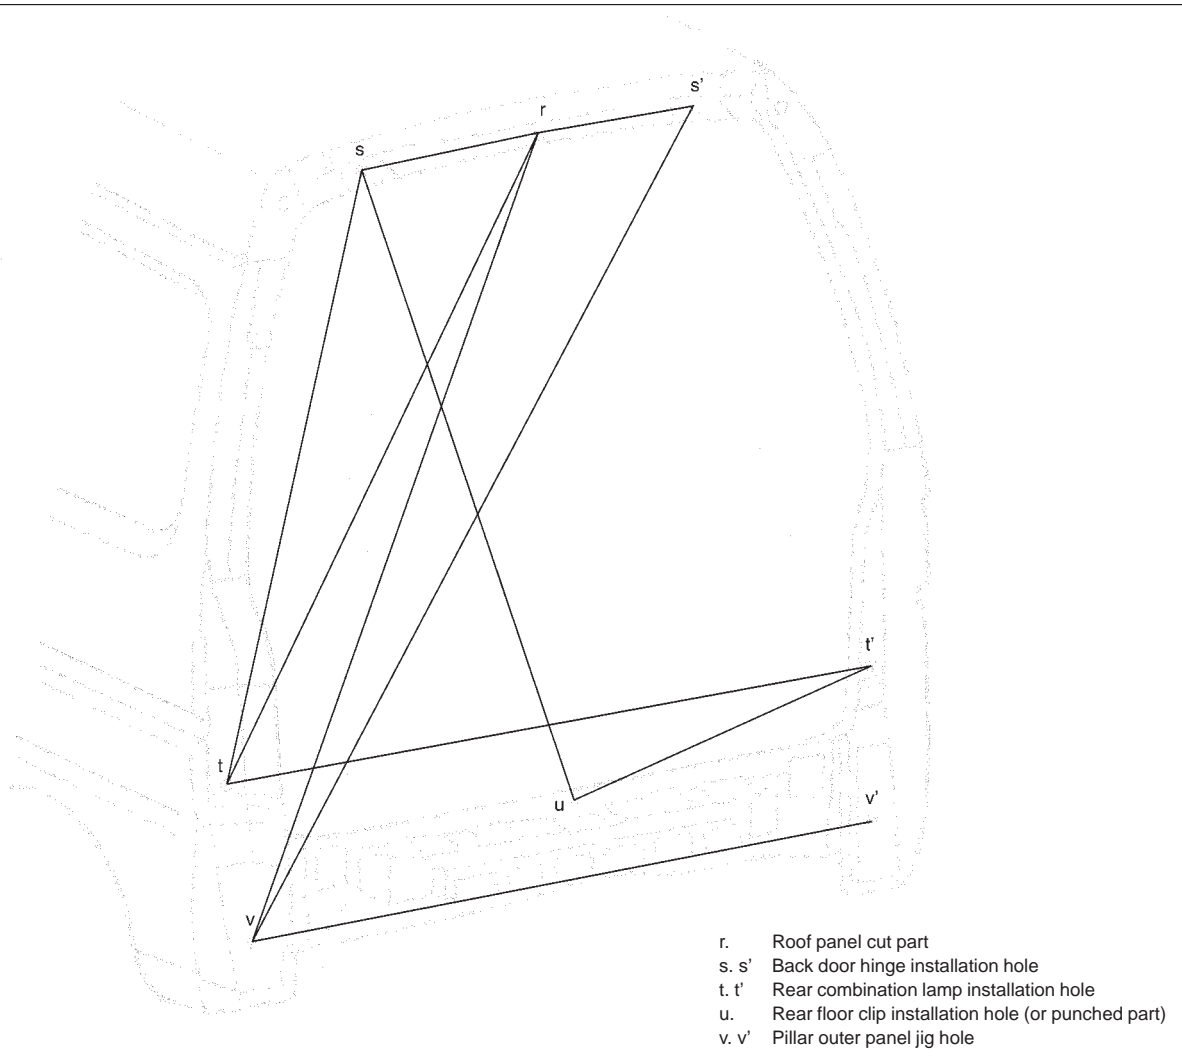 s’
r
s
t’
t
u
v’
v
r. Roof panel cut part
s. s’ Back door hinge installation hole
t. t’ Rear combination lamp installation hole
u. Rear floor clip installation hole (or punched part)
v. v’ Pillar outer panel jig hole